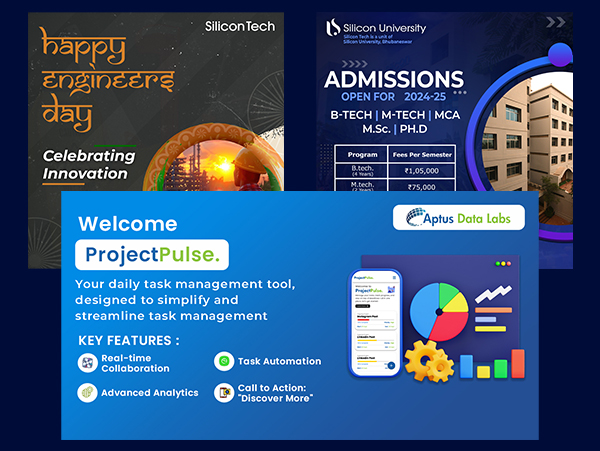 SiliconTech
happy
engineers
day
Celebrating
Innovation
Silicon University
Silicon Tech is a unit of
Silicon University, Bhubaneswar
ADMISSIONS
OPEN FOR 2024-25
B-TECH | M-TECH | MCA
M.Sc. | PH.D
Program Fees Per Semester
B.tech. ₹1,05,000
(4 Years)
M.tech. ₹75,000
Welcome
ProjectPulse.
Aptus Data Labs
Your daily task management tool,
designed to simplify and
streamline task management
KEY FEATURES :
Real-time
Collaboration
Task Automation
Advanced Analytics
Call to Action:
"Discover More"
ProjectPulse.
ProjectPulse.